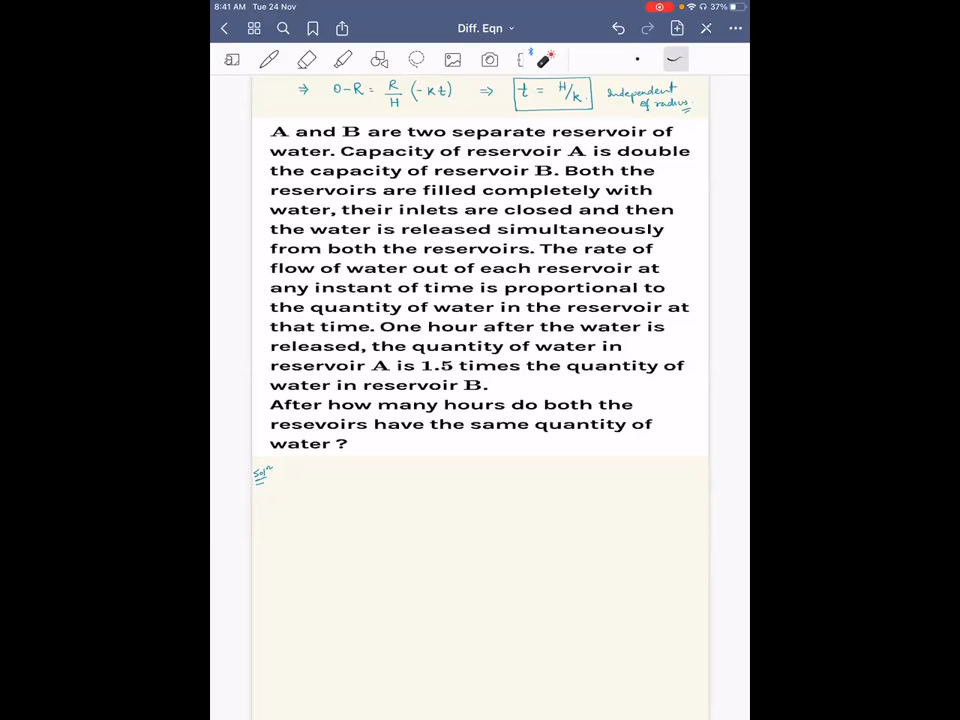 8:41 AM Tue 24 Nov 37%
Diff. Eqn
⇒ 0-R = R/H (-kt) ⇒ t = H/k. Independent of radius.
A and B are two separate reservoir of
water. Capacity of reservoir A is double
the capacity of reservoir B. Both the
reservoirs are filled completely with
water, their inlets are closed and then
the water is released simultaneously
from both the reservoirs. The rate of
flow of water out of each reservoir at
any instant of time is proportional to
the quantity of water in the reservoir at
that time. One hour after the water is
released, the quantity of water in
reservoir A is 1.5 times the quantity of
water in reservoir B.
After how many hours do both the
resevoirs have the same quantity of
water ?
Solⁿ